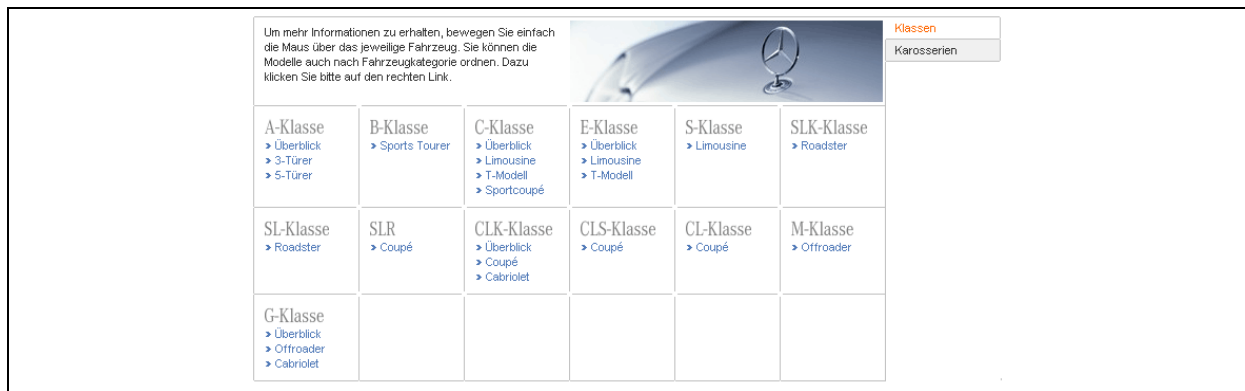 Um mehr Informationen zu erhalten, bewegen Sie einfach
die Maus über das jeweilige Fahrzeug. Sie können die
Modelle auch nach Fahrzeugkategorie ordnen. Dazu
klicken Sie bitte auf den rechten Link.
Klassen
Karosserien
A-Klasse
» Überblick
» 3-Türer
» 5-Türer
B-Klasse
» Sports Tourer
C-Klasse
» Überblick
» Limousine
» T-Modell
» Sportcoupé
E-Klasse
» Überblick
» Limousine
» T-Modell
S-Klasse
» Limousine
SLK-Klasse
» Roadster
SL-Klasse
» Roadster
SLR
» Coupé
CLK-Klasse
» Überblick
» Coupé
» Cabriolet
CLS-Klasse
» Coupé
CL-Klasse
» Coupé
M-Klasse
» Offroader
G-Klasse
» Überblick
» Offroader
» Cabriolet